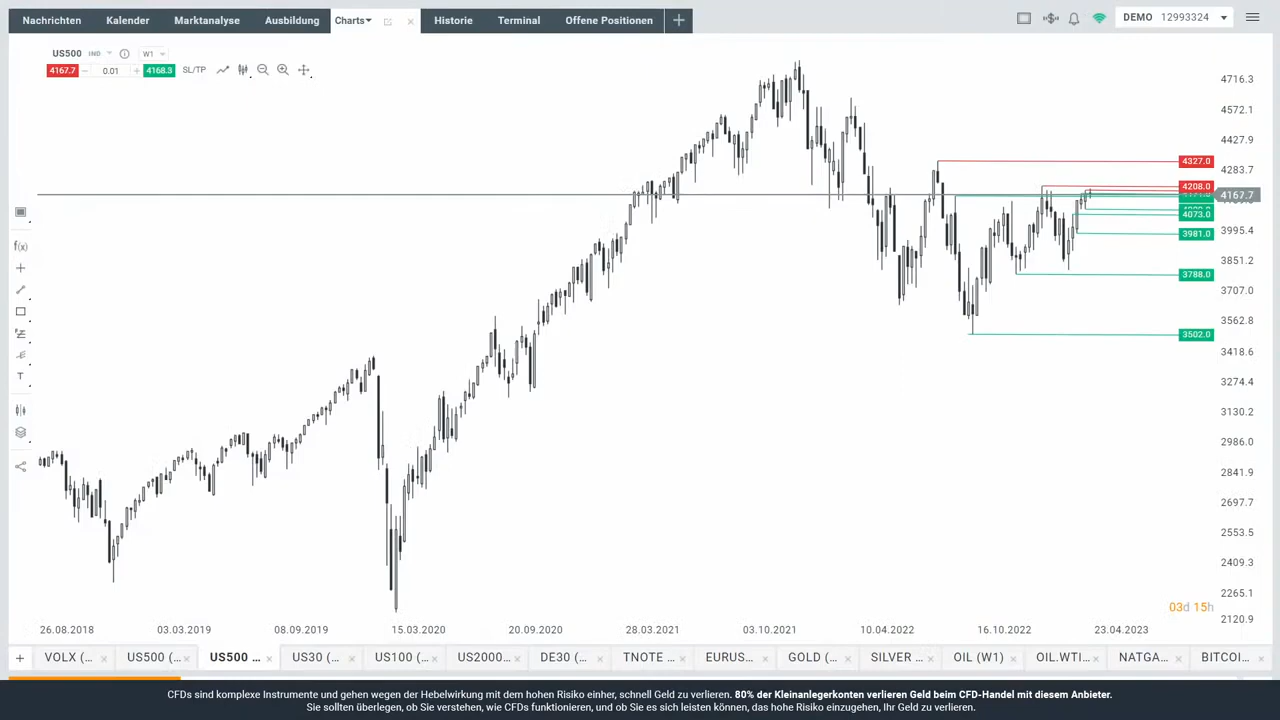 Nachrichten Kalender Marktanalyse Ausbildung Charts Historie Terminal Offene Positionen DEMO 12993324
US500 IND W1
4167.7 0.01 4168.3 SL/TP
4716.3
4572.1
4427.9
4283.7
4327.0
4208.0
4167.7
4073.0
3995.4
3981.0
3851.2
3788.0
3707.0
3562.8
3502.0
3418.6
3274.4
3130.2
2986.0
2841.9
2697.7
2553.5
2409.3
2265.1
2120.9
f(x)
T
03d 15h
26.08.2018 03.03.2019 08.09.2019 15.03.2020 20.09.2020 28.03.2021 03.10.2021 10.04.2022 16.10.2022 23.04.2023
VOLX (... US500 (... US500 ... US30 (... US100 (... US2000... DE30 (... TNOTE ... EURUS... GOLD (... SILVER ... OIL (W1) OIL.WTI... NATGA... BITCOI...
CFDs sind komplexe Instrumente und gehen wegen der Hebelwirkung mit dem hohen Risiko einher, schnell Geld zu verlieren. 80% der Kleinanlegerkonten verlieren Geld beim CFD-Handel mit diesem Anbieter.
Sie sollten überlegen, ob Sie verstehen, wie CFDs funktionieren, und ob Sie es sich leisten können, das hohe Risiko einzugehen, Ihr Geld zu verlieren.